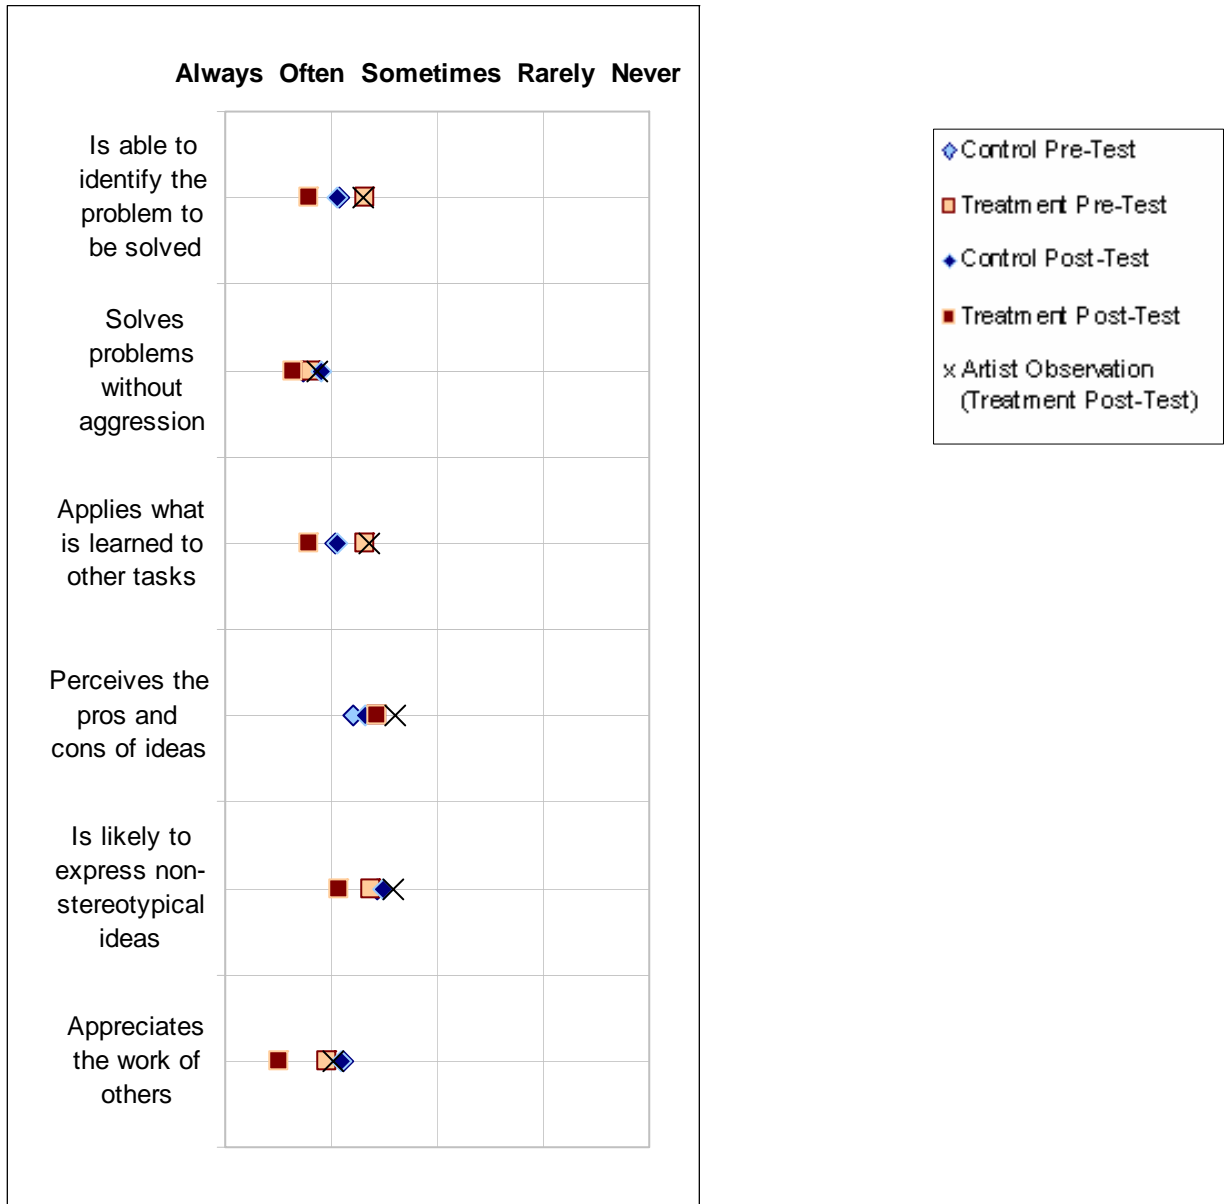 Always Often Sometimes Rarely Never
Is able to
identify the
problem to
be solved
Solves
problems
without
aggression
Applies what
is learned to
other tasks
Perceives the
pros and
cons of ideas
Is likely to
express non-
stereotypical
ideas
Appreciates
the work of
others
Control Pre-Test
Treatment Pre-Test
Control Post-Test
Treatment Post-Test
Artist Observation
(Treatment Post-Test)